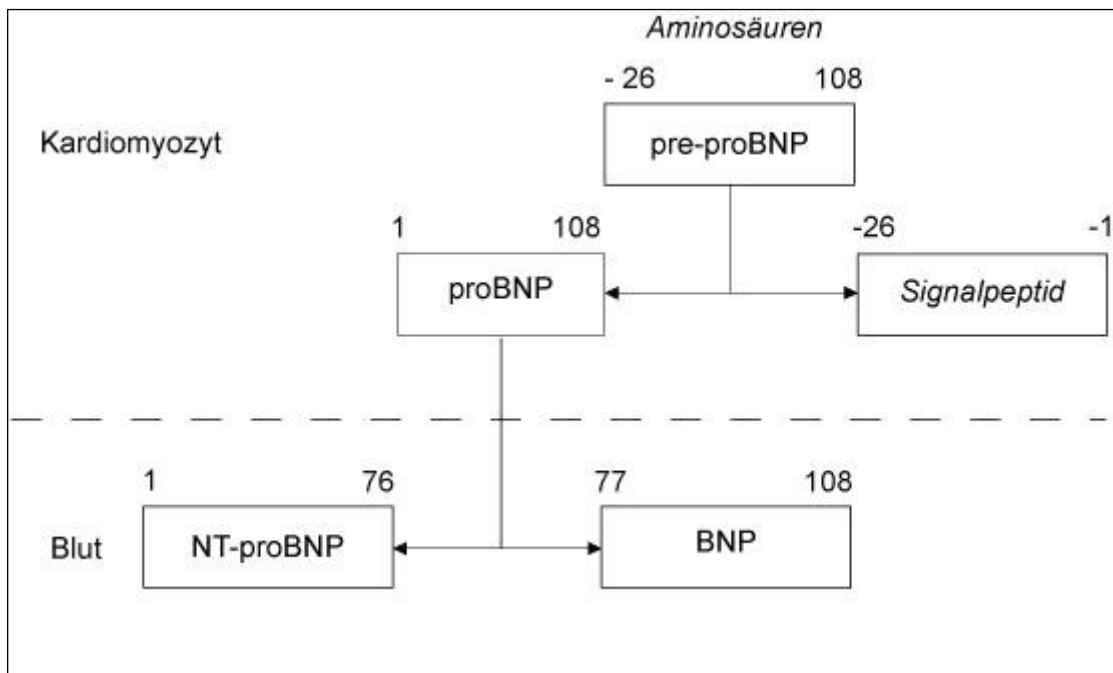 Aminosäuren
- 26 108
Kardiomyozyt
pre-proBNP
1 108
-26 -1
proBNP
Signalpeptid
1 76
77 108
Blut
NT-proBNP
BNP